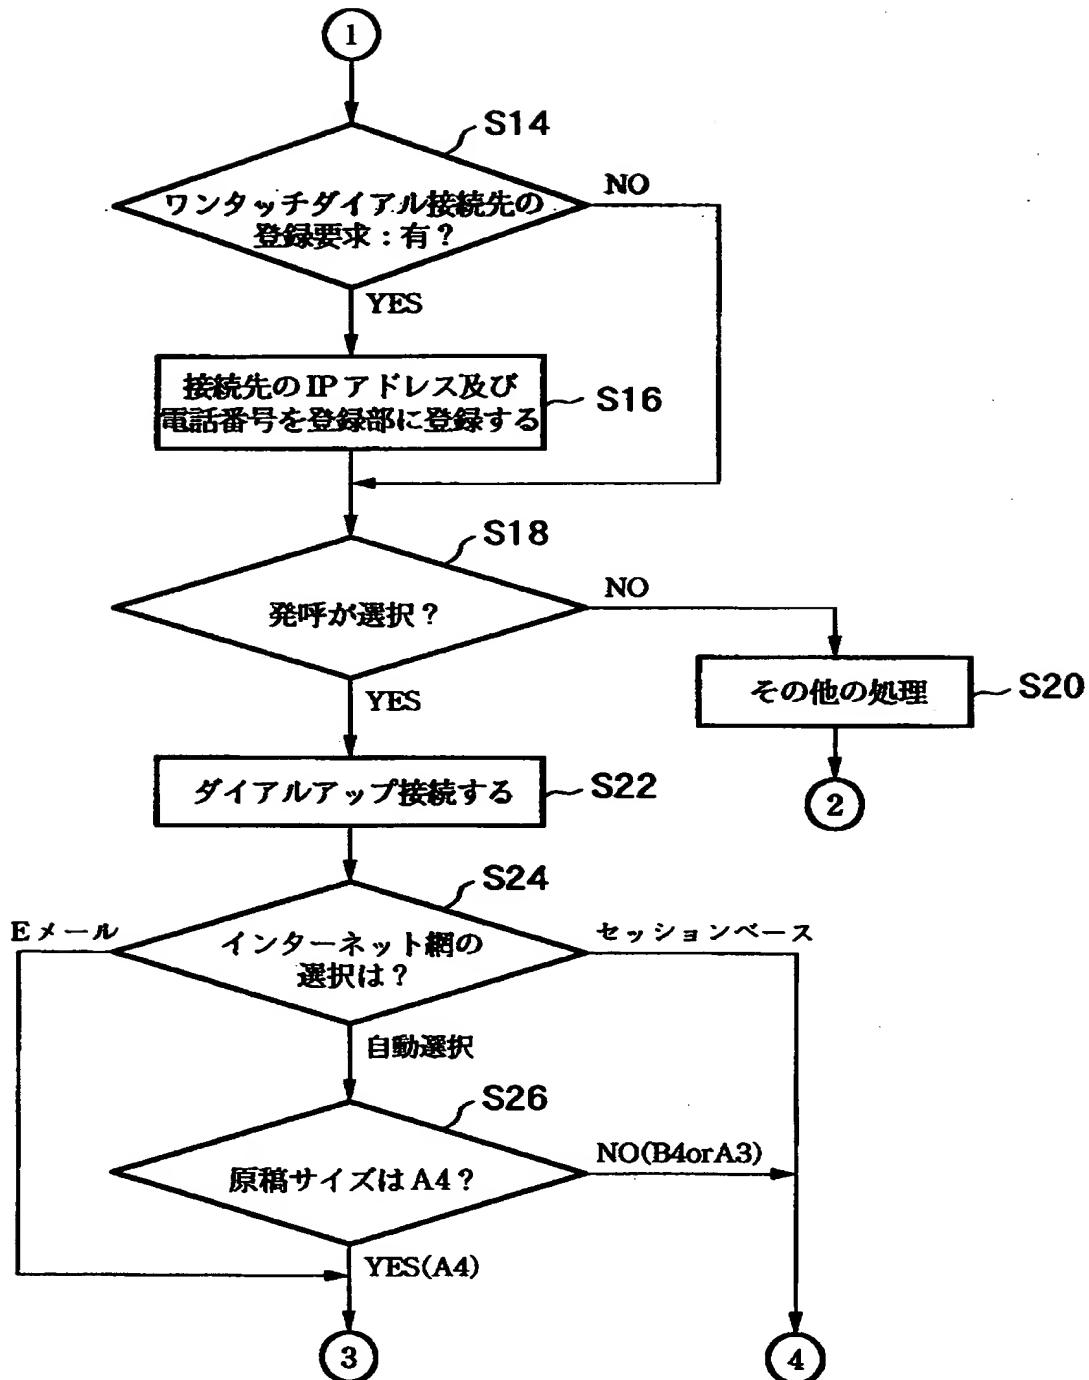 1
S14
ワンタッチダイアル接続先の
登録要求：有？
NO
YES
接続先のIPアドレス及び
電話番号を登録部に登録する
S16
S18
発呼が選択？
NO
YES
その他の処理
S20
ダイアルアップ接続する
S22
2
S24
Eメール
インターネット網の
選択は？
セッションベース
自動選択
S26
原稿サイズはA4？
NO(B4orA3)
YES(A4)
3
4